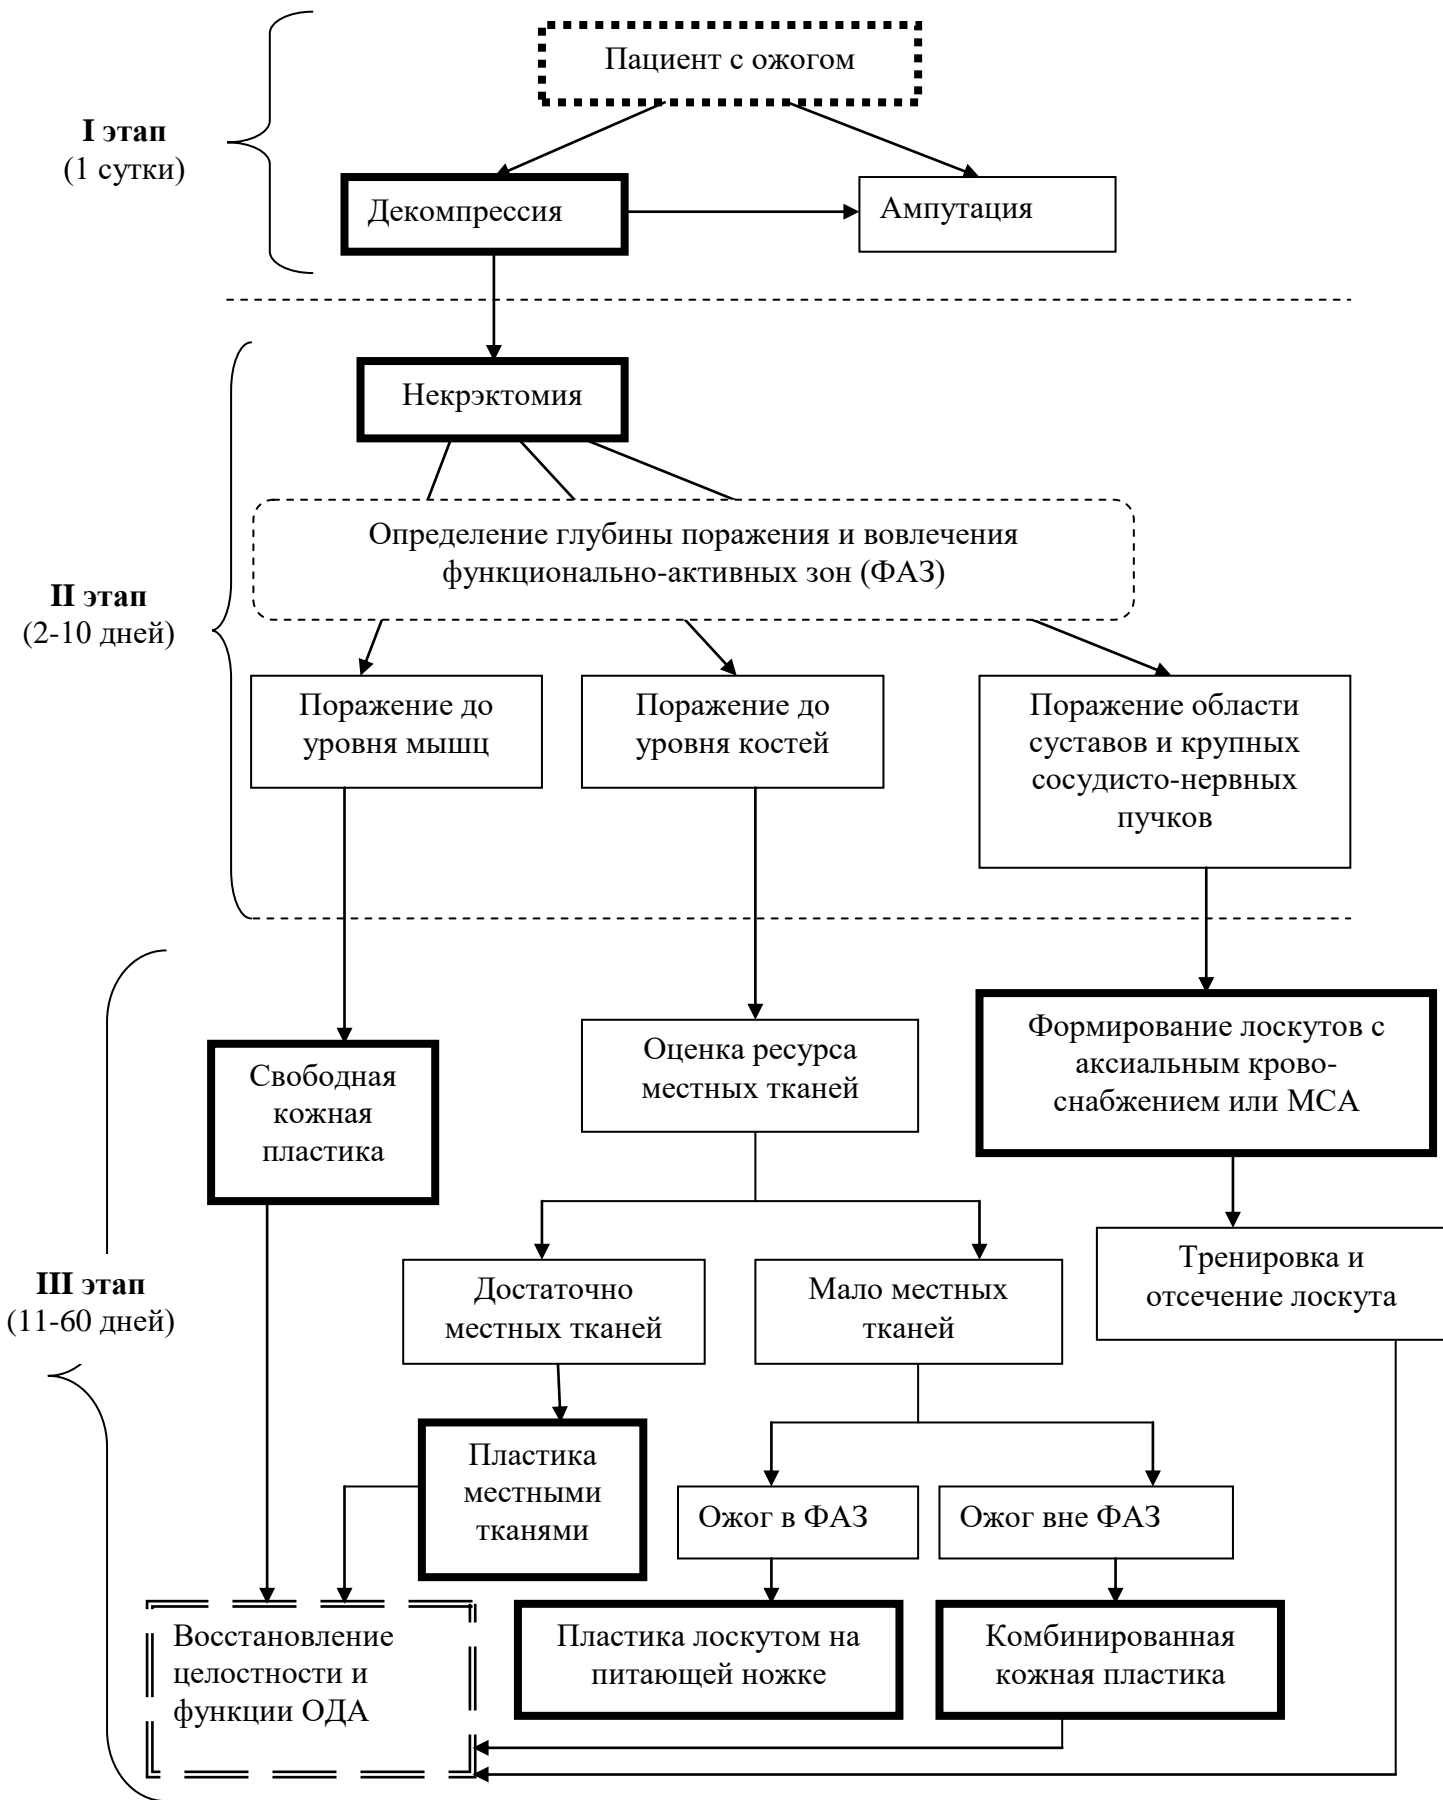 Пациент с ожогом
I этап
(1 сутки)
Декомпрессия
Ампутация
Некрэктомия
Определение глубины поражения и вовлечения
функционально-активных зон (ФАЗ)
II этап
(2-10 дней)
Поражение до
уровня мышц
Поражение до
уровня костей
Поражение области
суставов и крупных
сосудисто-нервных
пучков
Свободная
кожная
пластика
Оценка ресурса
местных тканей
Формирование лоскутов с
аксиальным крово-
снабжением или МСА
III этап
(11-60 дней)
Достаточно
местных тканей
Мало местных
тканей
Тренировка и
отсечение лоскута
Пластика
местными
тканями
Ожог в ФАЗ
Ожог вне ФАЗ
Восстановление
целостности и
функции ОДА
Пластика лоскутом на
питающей ножке
Комбинированная
кожная пластика